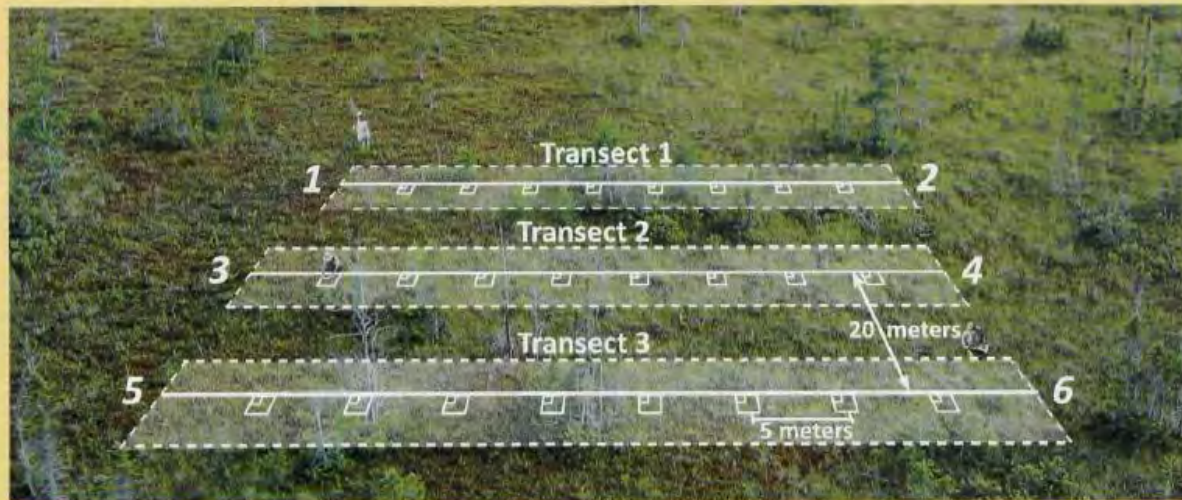 Transect 1
1 2
Transect 2
3 4
20 meters
Transect 3
5 6
5 meters